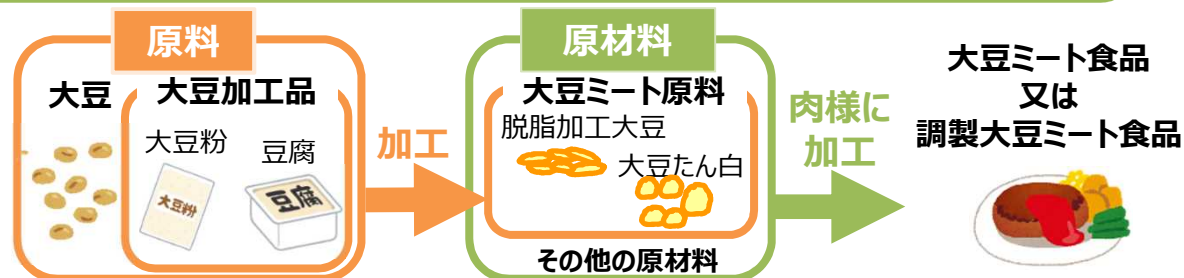 原料
大豆
大豆加工品
大豆粉
豆腐
大豆粉
豆腐
加工
原材料
大豆ミート原料
脱脂加工大豆
大豆たん白
その他の原材料
肉様に
加工
大豆ミート食品
又は
調製大豆ミート食品